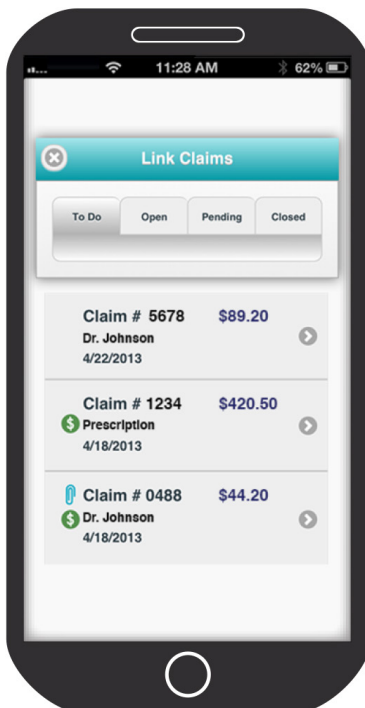 11:28 AM 62%
Link Claims
To Do Open Pending Closed
Claim # 5678 $89.20
Dr. Johnson
4/22/2013
Claim # 1234 $420.50
$ Prescription
4/18/2013
Claim # 0488 $44.20
$ Dr. Johnson
4/18/2013